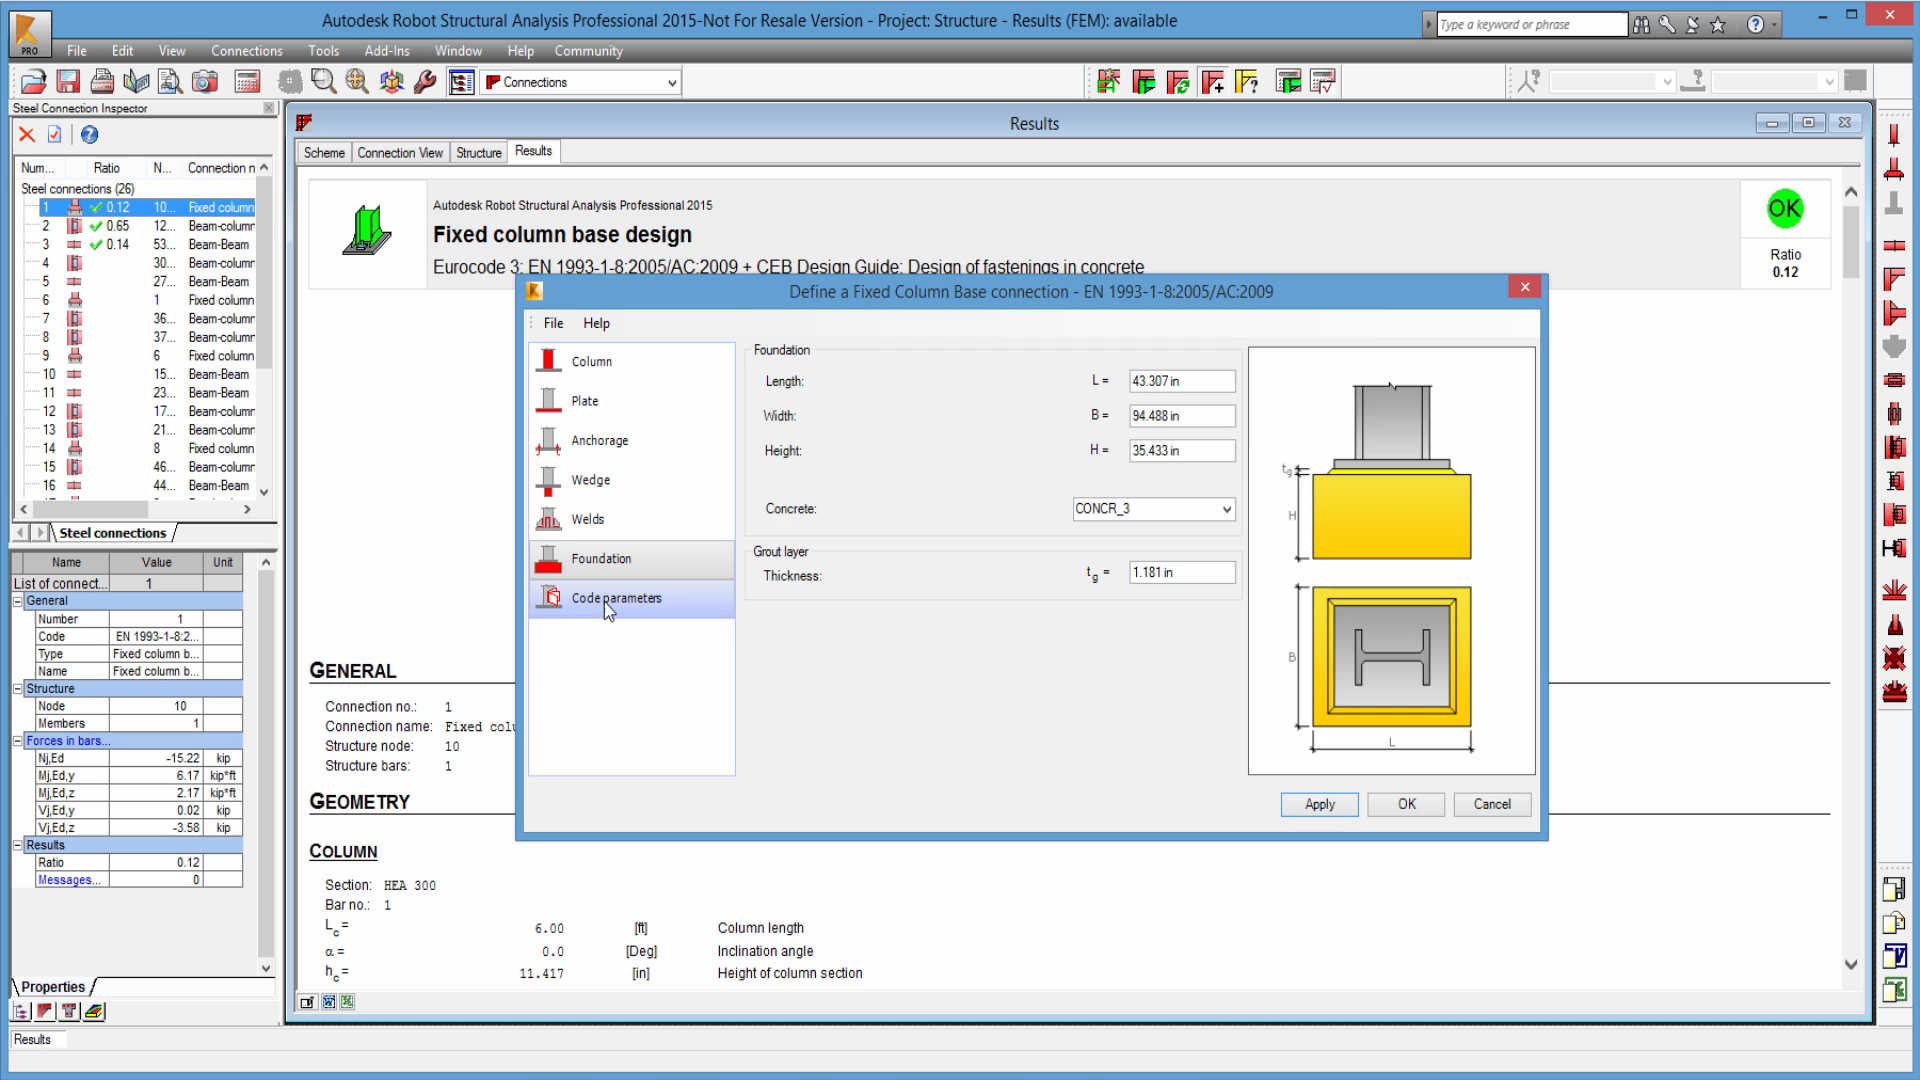 Autodesk Robot Structural Analysis Professional 2015-Not For Resale Version - Project: Structure - Results (FEM): available
Type a keyword or phrase
PRO
File Edit View Connections Tools Add-Ins Window Help Community
Connections
Steel Connection Inspector
Num... Ratio N... Connection n
Steel connections (26)
1 0.12 10... Fixed column
2 0.65 12... Beam-column
3 0.14 53... Beam-Beam
4 30... Beam-column
5 27... Beam-Beam
6 1 Fixed column
7 36... Beam-column
8 37... Beam-column
9 6 Fixed column
10 15... Beam-Beam
11 23... Beam-Beam
12 17... Beam-column
13 21... Beam-column
14 8 Fixed column
15 46... Beam-column
16 44... Beam-Beam
Steel connections
Name Value Unit
List of connect... 1
General
Number 1
Code EN 1993-1-8:2...
Type Fixed column b...
Name Fixed column b...
Structure
Node 10
Members 1
Forces in bars...
Nj,Ed -15.22 kip
Mj,Ed,y 6.17 kip*ft
Mj,Ed,z 2.17 kip*ft
Vj,Ed,y 0.02 kip
Vj,Ed,z -3.58 kip
Results
Ratio 0.12
Messages... 0
Properties
Results
Results
Scheme Connection View Structure Results
Autodesk Robot Structural Analysis Professional 2015
Fixed column base design
Eurocode 3: EN 1993-1-8:2005/AC:2009 + CEB Design Guide: Design of fastenings in concrete
OK
Ratio
0.12
GENERAL
Connection no.: 1
Connection name: Fixed colu
Structure node: 10
Structure bars: 1
GEOMETRY
COLUMN
Section: HEA 300
Bar no.: 1
Lc = 6.00 [ft] Column length
α = 0.0 [Deg] Inclination angle
hc = 11.417 [in] Height of column section
Define a Fixed Column Base connection - EN 1993-1-8:2005/AC:2009
File Help
Column
Plate
Anchorage
Wedge
Welds
Foundation
Code parameters
Foundation
Length: L = 43.307 in
Width: B = 94.488 in
Height: H = 35.433 in
Concrete: CONCR_3
Grout layer
Thickness: tg = 1.181 in
tg
H
B
L
Apply OK Cancel